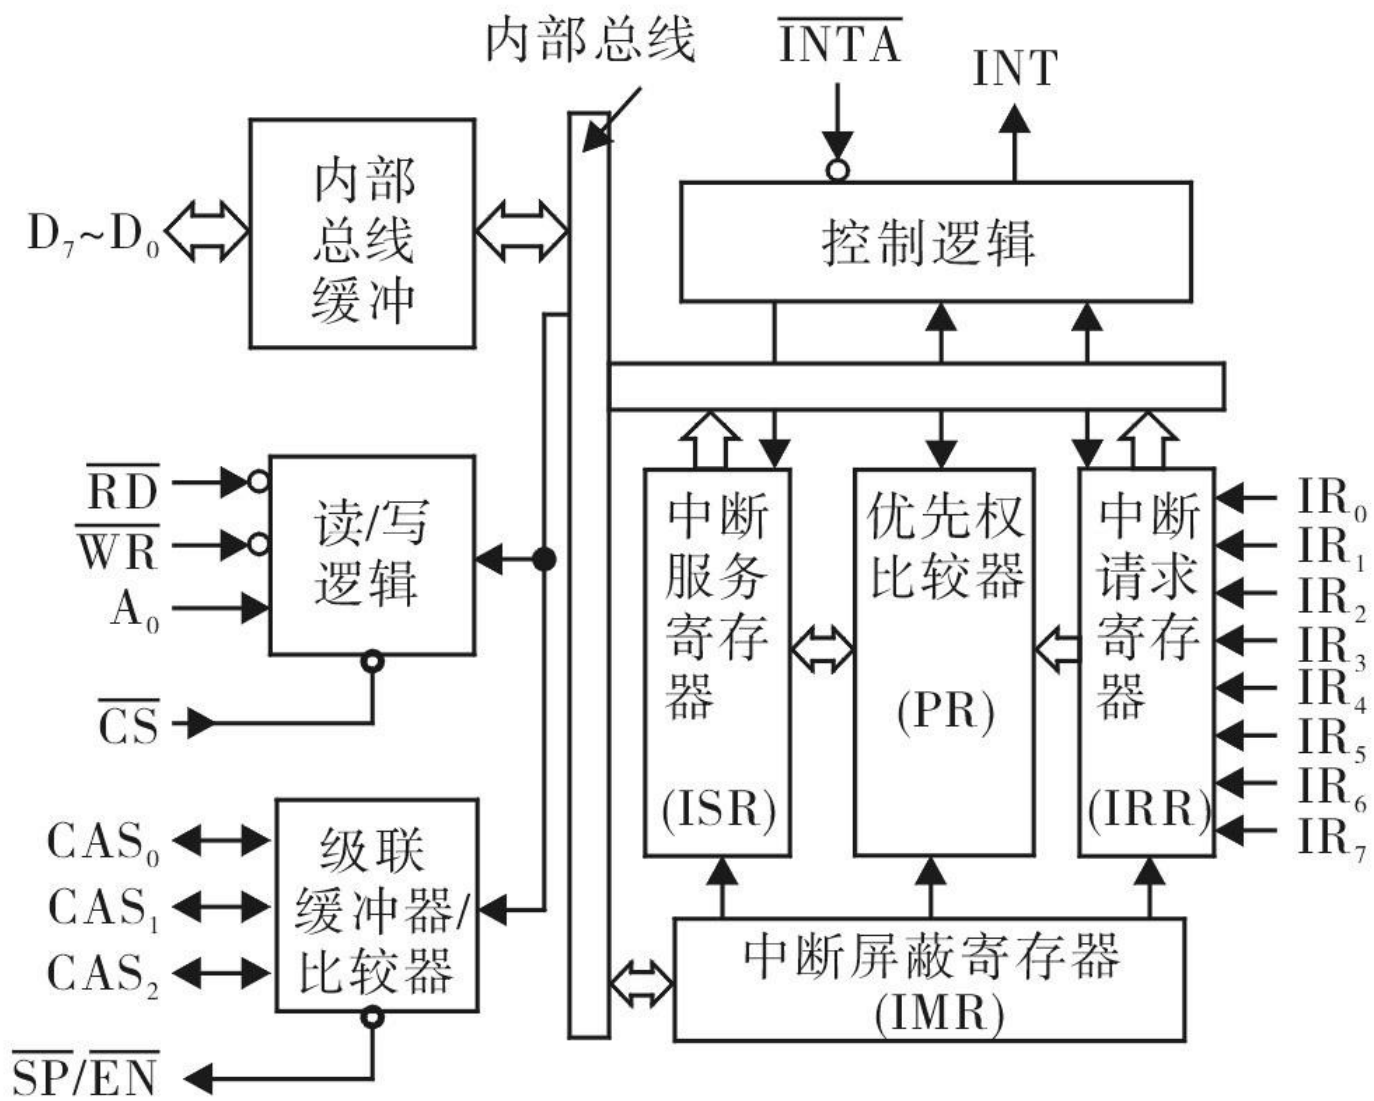 内部总线
INTA
INT
内部
总线
缓冲
D₇~D₀
控制逻辑
RD
WR
A₀
CS
读/写
逻辑
中断
服务
寄存
器
(ISR)
优先权
比较器
(PR)
中断
请求
寄存
器
(IRR)
IR₀
IR₁
IR₂
IR₃
IR₄
IR₅
IR₆
IR₇
CAS₀
CAS₁
CAS₂
级联
缓冲器/
比较器
SP/EN
中断屏蔽寄存器
(IMR)